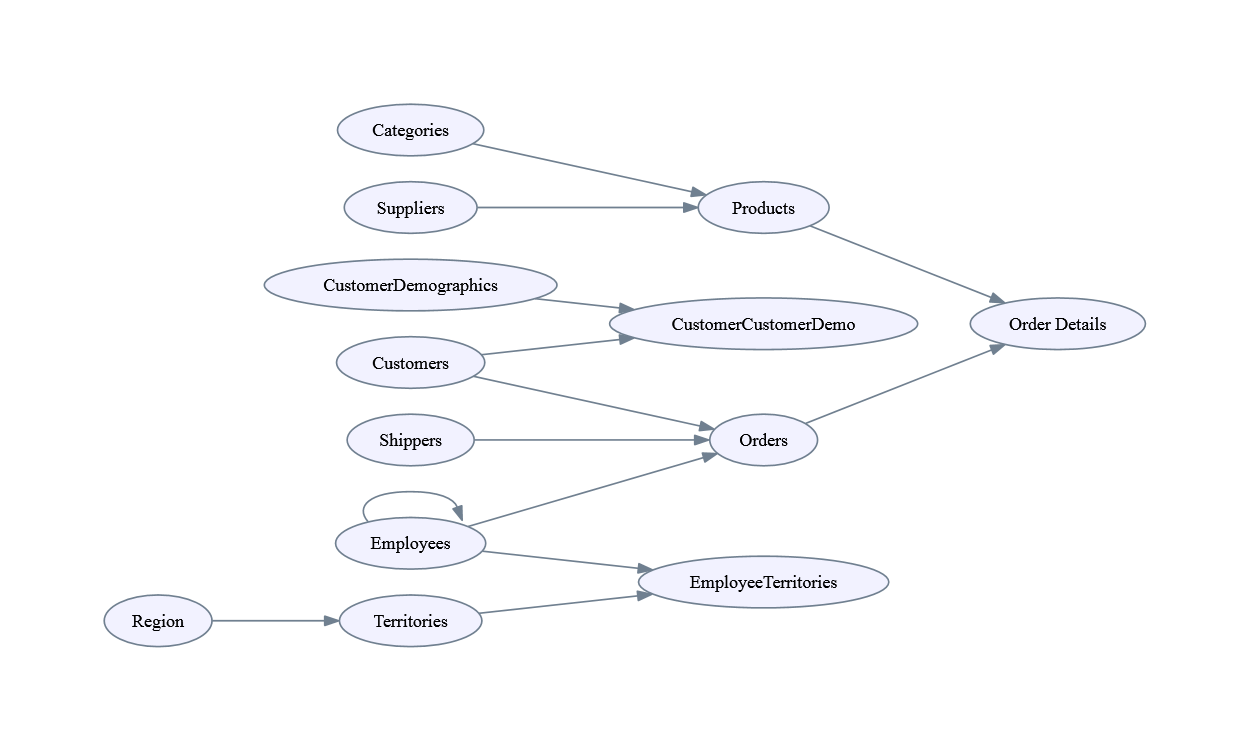 Categories
Suppliers
Products
CustomerDemographics
CustomerCustomerDemo
Order Details
Customers
Shippers
Orders
Employees
EmployeeTerritories
Region
Territories